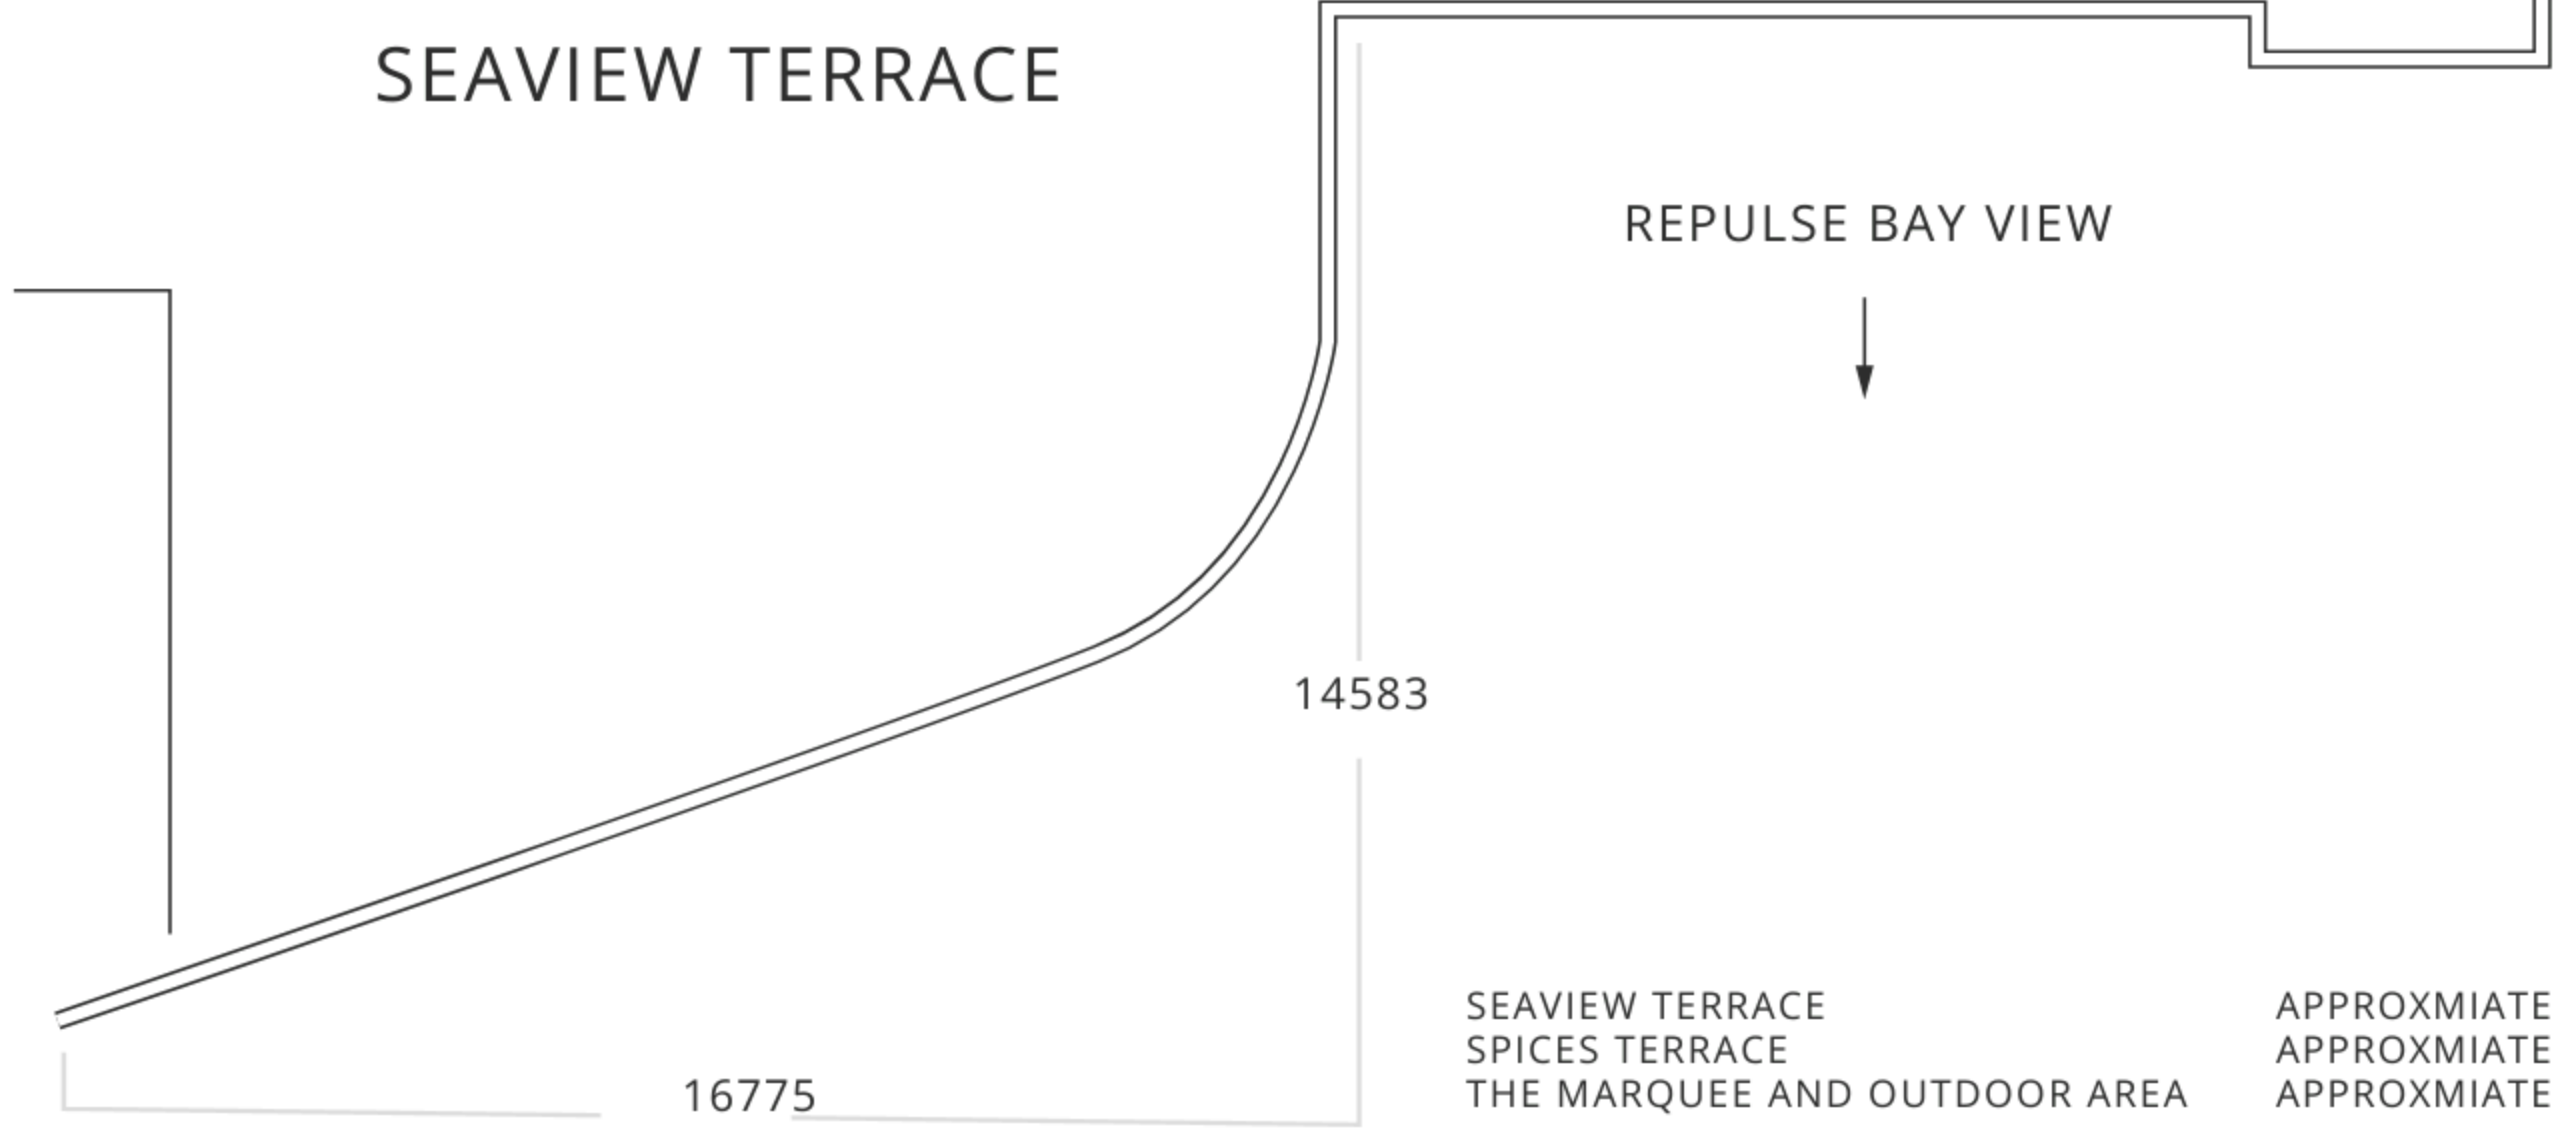 SEAVIEW TERRACE
REPULSE BAY VIEW
14583
SEAVIEW TERRACE APPROXMIATE
SPICES TERRACE APPROXMIATE
THE MARQUEE AND OUTDOOR AREA APPROXMIATE
16775